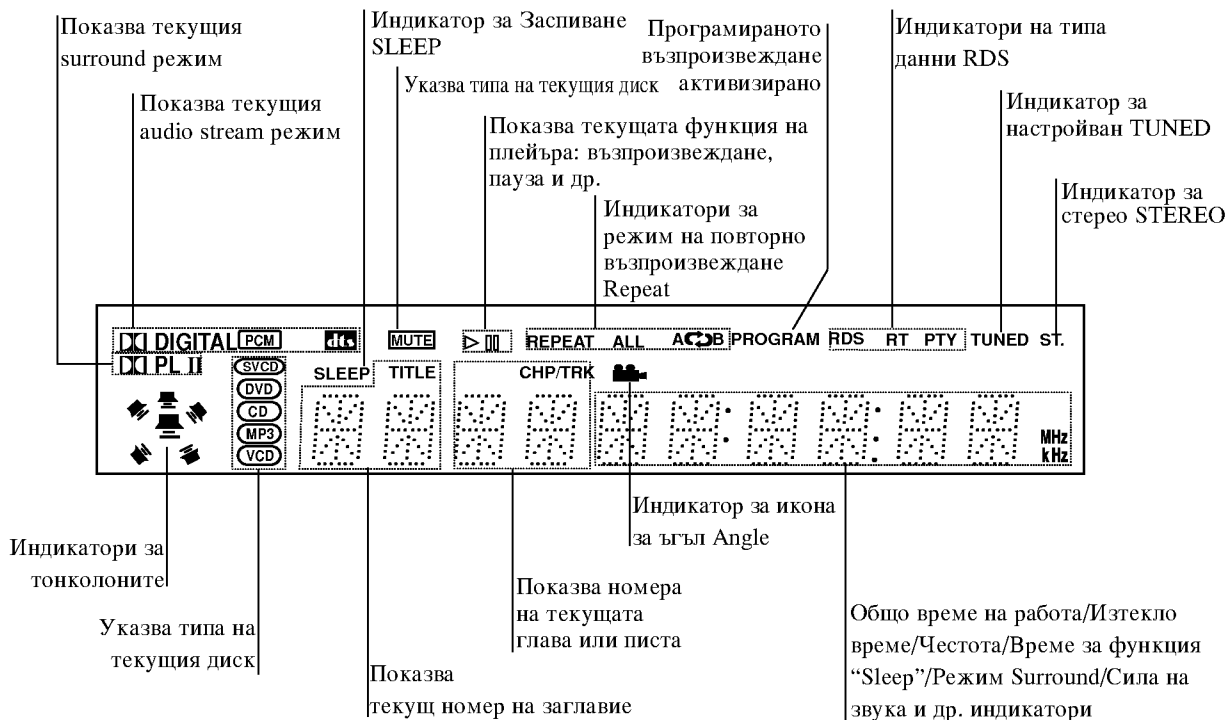 Показва текущия
surround режим
Показва текущия
audio stream режим
Индикатор за Заспиване
SLEEP
Указва типа на текущия диск
Показва текущата функция на
плейъра: възпроизвеждане,
пауза и др.
Индикатори за
режим на повторно
възпроизвеждане
Repeat
Програмираното
възпроизвеждане
активизирано
Индикатори на типа
данни RDS
Индикатор за
настройван TUNED
Индикатор за
стерео STEREO
DIGITAL PCM dts MUTE REPEAT ALL A B PROGRAM RDS RT PTY TUNED ST.
PL II SVCD SLEEP TITLE CHP/TRK
DVD
CD
MP3
VCD
MHz
kHz
Индикатори за
тонколоните
Указва типа на
текущия диск
Показва
текущ номер на заглавие
Показва номера
на текущата
глава или писта
Индикатор за икона
за ъгъл Angle
Общо време на работа/Изтекло
време/Честота/Време за функция
“Sleep”/Режим Surround/Сила на
звука и др. индикатори